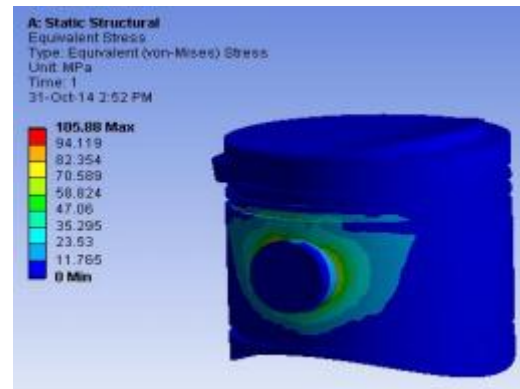 A: Static Structural
Equivalent Stress
Type: Equivalent (von-Mises) Stress
Unit: MPa
Time: 1
31-Oct-14 2:52 PM
105.88 Max
94.119
82.354
70.589
58.824
47.06
35.295
23.53
11.765
0 Min